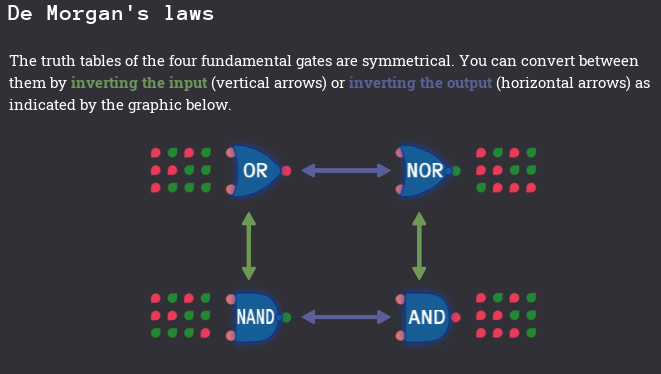 De Morgan's laws
The truth tables of the four fundamental gates are symmetrical. You can convert between
them by inverting the input (vertical arrows) or inverting the output (horizontal arrows) as
indicated by the graphic below.
OR
NOR
NAND
AND